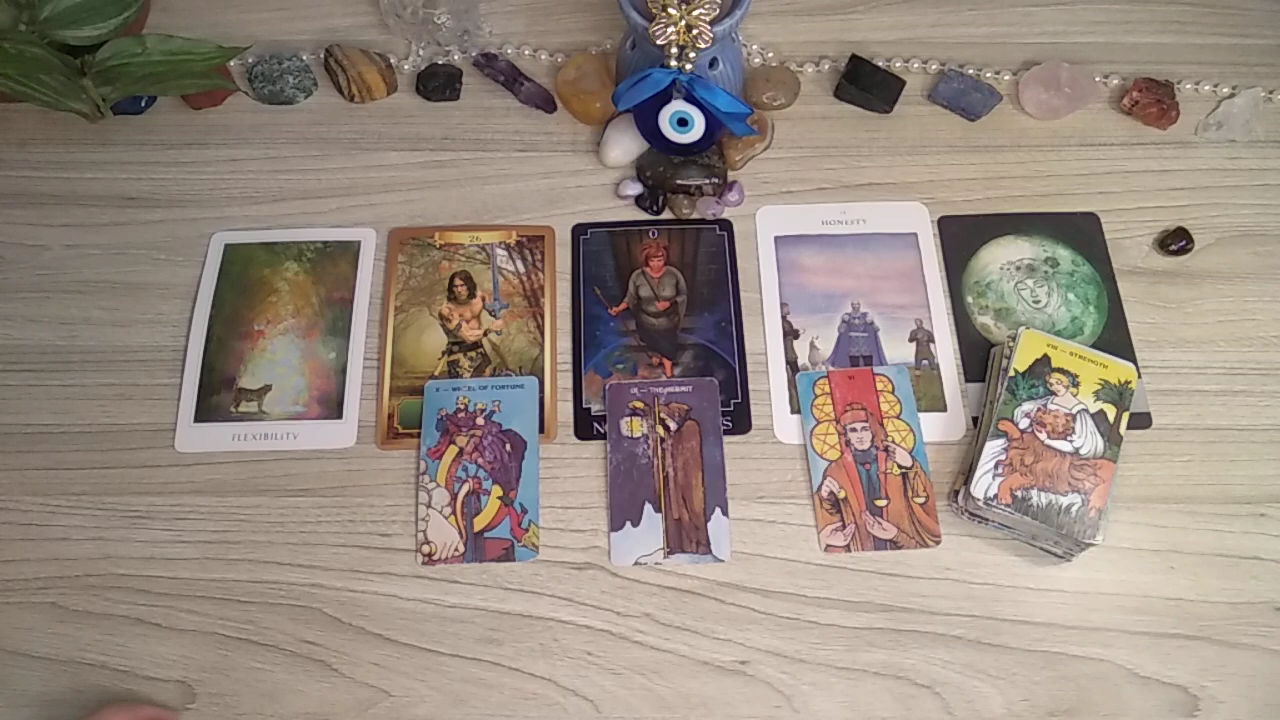 HONESTY
26
0
FLEXIBILITY
X — WHEEL OF FORTUNE
IX — THE HERMIT
VI
VIII — STRENGTH